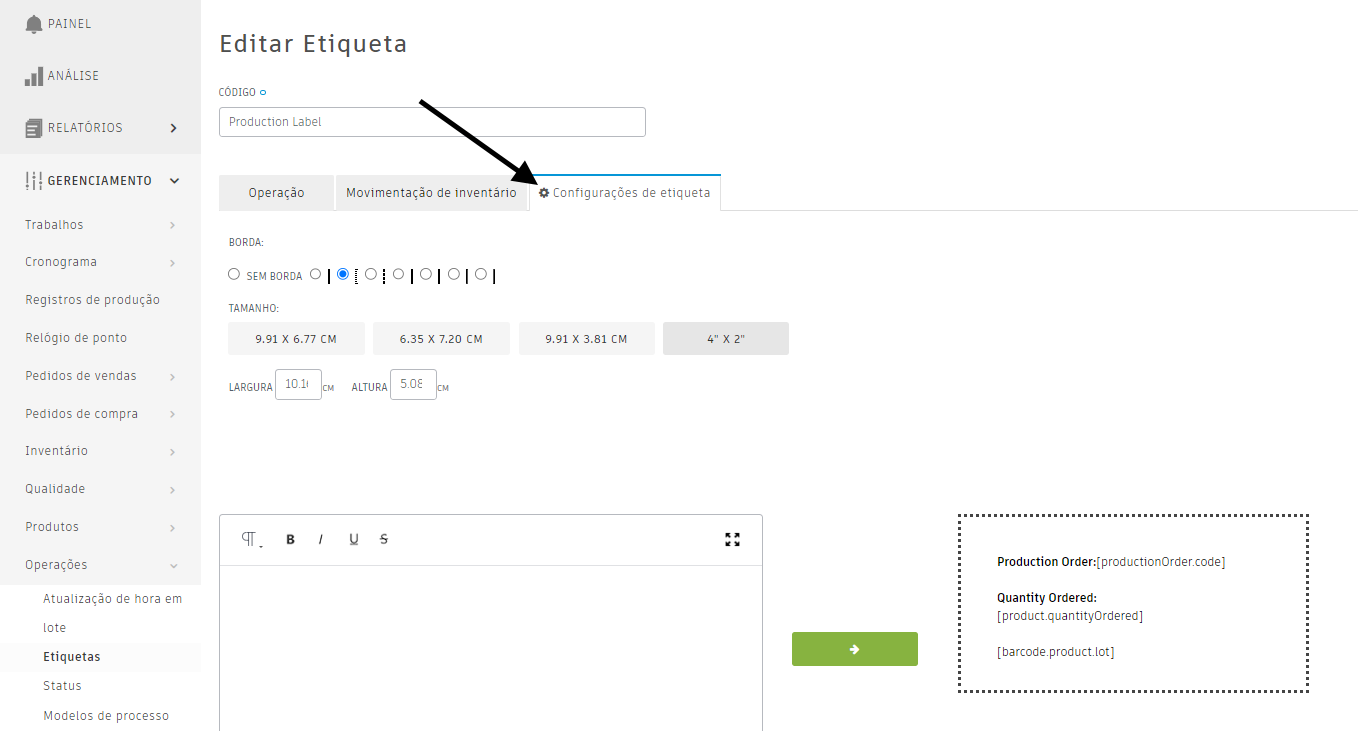 PAINEL
ANÁLISE
RELATÓRIOS
GERENCIAMENTO
Trabalhos
Cronograma
Registros de produção
Relógio de ponto
Pedidos de vendas
Pedidos de compra
Inventário
Qualidade
Produtos
Operações
Atualização de hora em
lote
Etiquetas
Status
Modelos de processo
Editar Etiqueta
CÓDIGO
Production Label
Operação
Movimentação de inventário
Configurações de etiqueta
BORDA:
SEM BORDA
TAMANHO:
9.91 X 6.77 CM
6.35 X 7.20 CM
9.91 X 3.81 CM
4" X 2"
LARGURA 10.16 CM ALTURA 5.08 CM
B I U S
Production Order:[productionOrder.code]
Quantity Ordered:
[product.quantityOrdered]
[barcode.product.lot]